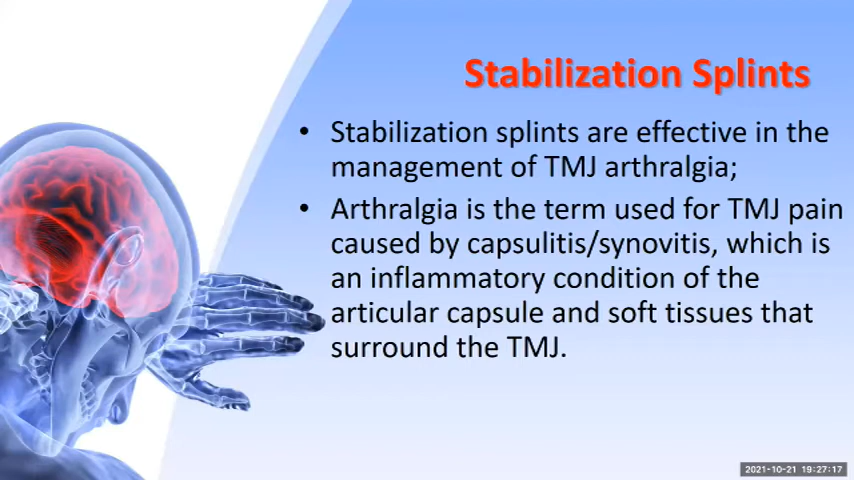 Stabilization Splints
• Stabilization splints are effective in the
management of TMJ arthralgia;
• Arthralgia is the term used for TMJ pain
caused by capsulitis/synovitis, which is
an inflammatory condition of the
articular capsule and soft tissues that
surround the TMJ.
2021-10-21 19:27:17